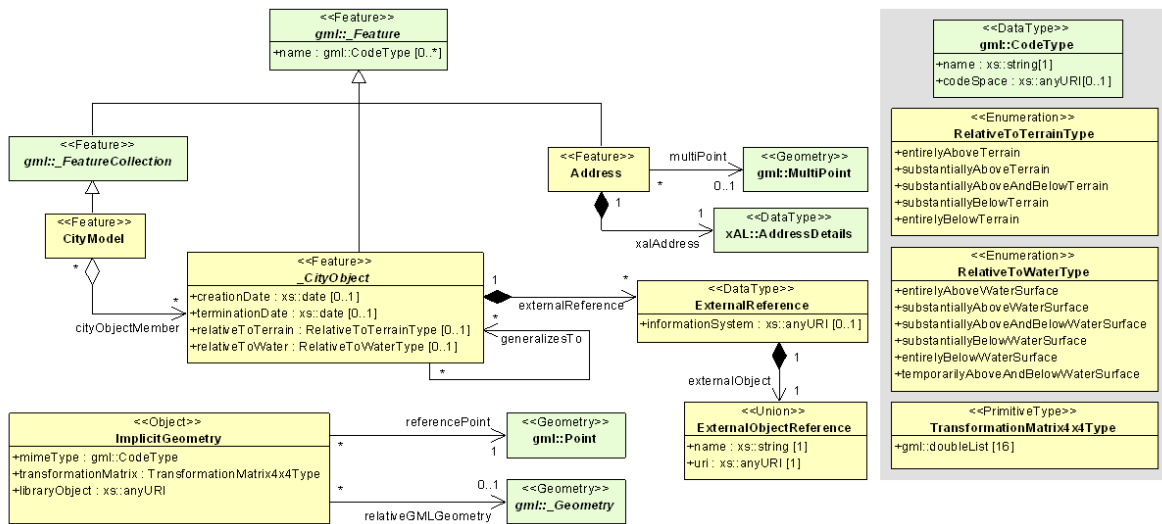 <<Feature>>
gml::_Feature
+name : gml::CodeType [0..*]
<<Feature>>
gml::_FeatureCollection
<<Feature>>
CityModel
*
*
cityObjectMember
<<Feature>>
Address
multiPoint
*
0..1
<<Geometry>>
gml::MultiPoint
1
1
xalAddress
<<DataType>>
xAL::AddressDetails
<<Feature>>
_CityObject
+creationDate : xs::date [0..1]
+terminationDate : xs::date [0..1]
+relativeToTerrain : RelativeToTerrainType [0..1]
+relativeToWater : RelativeToWaterType [0..1]
1
*
externalReference
*
generalizesTo
*
<<DataType>>
ExternalReference
+informationSystem : xs::anyURI [0..1]
1
externalObject
1
<<Union>>
ExternalObjectReference
+name : xs::string [1]
+uri : xs::anyURI [1]
<<Object>>
ImplicitGeometry
+mimeType : gml::CodeType
+transformationMatrix : TransformationMatrix4x4Type
+libraryObject : xs::anyURI
referencePoint
*
1
<<Geometry>>
gml::Point
*
0..1
relativeGMLGeometry
<<Geometry>>
gml::_Geometry
<<DataType>>
gml::CodeType
+name : xs::string[1]
+codeSpace : xs::anyURI[0..1]
<<Enumeration>>
RelativeToTerrainType
+entirelyAboveTerrain
+substantiallyAboveTerrain
+substantiallyAboveAndBelowTerrain
+substantiallyBelowTerrain
+entirelyBelowTerrain
<<Enumeration>>
RelativeToWaterType
+entirelyAboveWaterSurface
+substantiallyAboveWaterSurface
+substantiallyAboveAndBelowWaterSurface
+substantiallyBelowWaterSurface
+entirelyBelowWaterSurface
+temporarilyAboveAndBelowWaterSurface
<<PrimitiveType>>
TransformationMatrix4x4Type
+gml::doubleList [16]